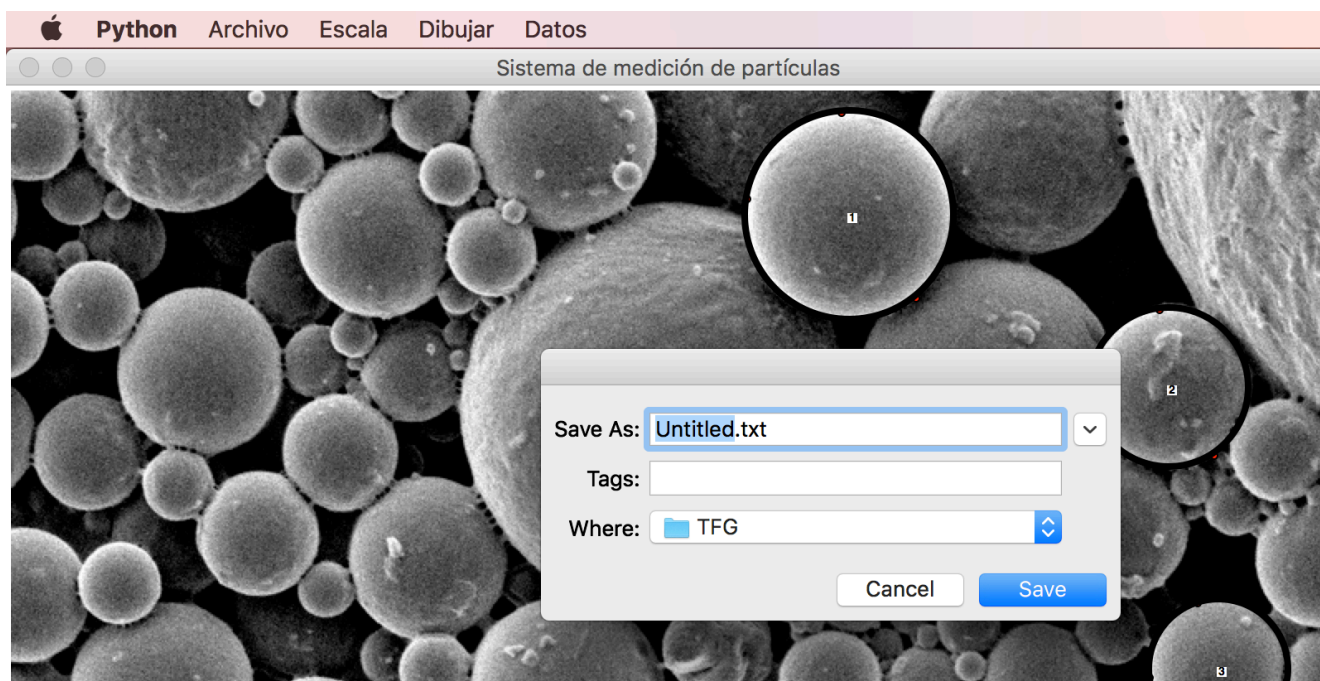 Python Archivo Escala Dibujar Datos
Sistema de medición de partículas
1
2
Save As: Untitled.txt
Tags:
Where: TFG
Cancel Save
3